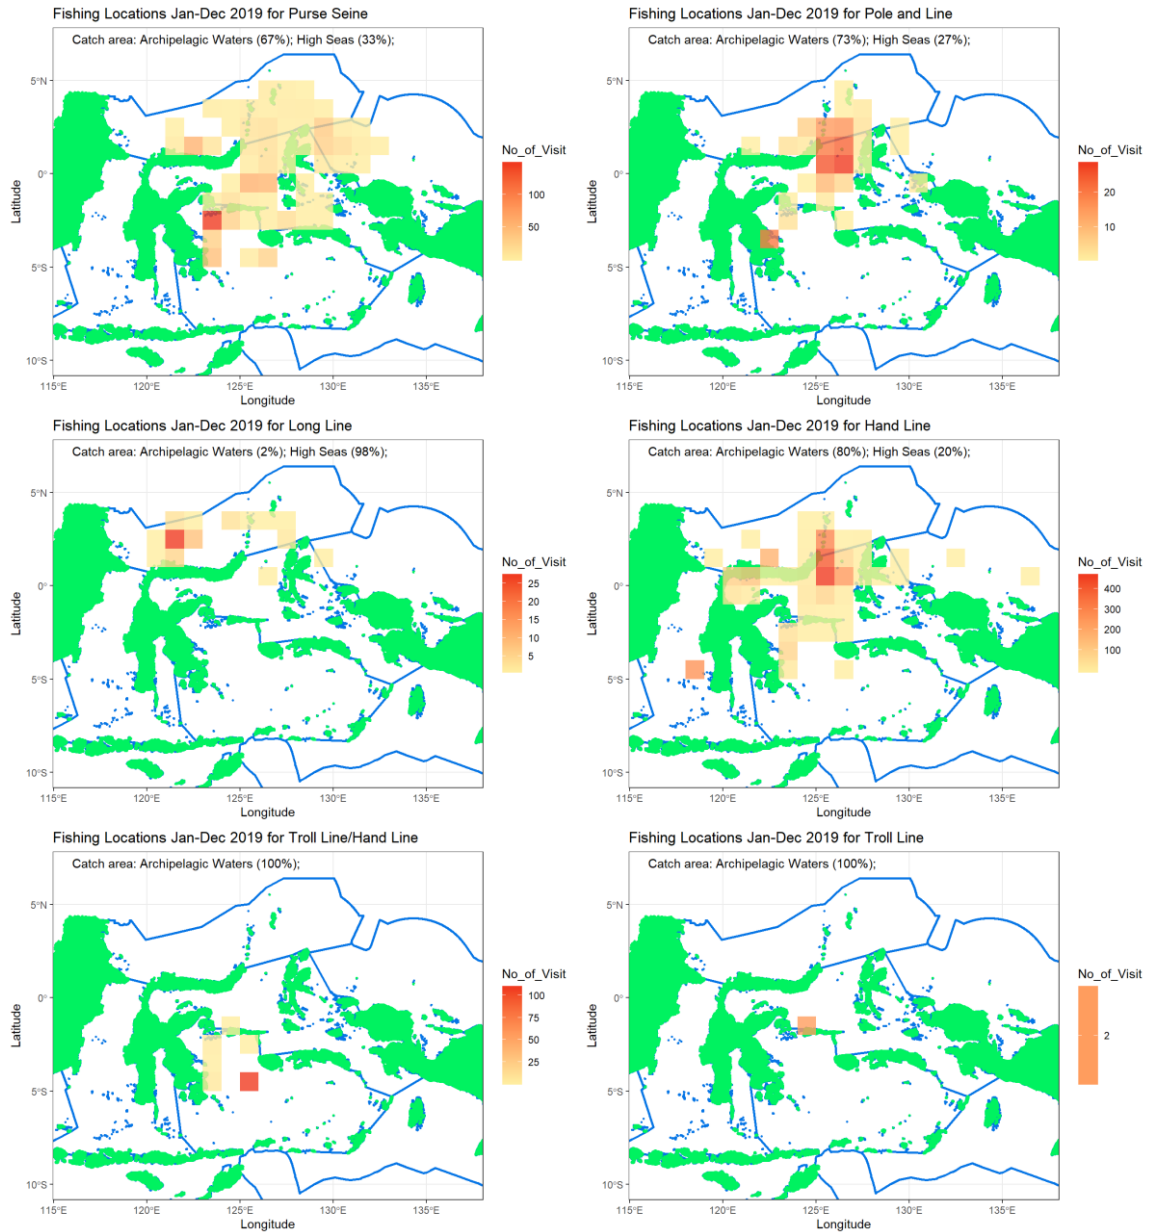 Fishing Locations Jan-Dec 2019 for Purse Seine
Catch area: Archipelagic Waters (67%); High Seas (33%);
5°N
0°
5°S
10°S
Latitude
115°E 120°E 125°E 130°E 135°E
Longitude
No_of_Visit
100
50
Fishing Locations Jan-Dec 2019 for Pole and Line
Catch area: Archipelagic Waters (73%); High Seas (27%);
5°N
0°
5°S
10°S
Latitude
115°E 120°E 125°E 130°E 135°E
Longitude
No_of_Visit
20
10
Fishing Locations Jan-Dec 2019 for Long Line
Catch area: Archipelagic Waters (2%); High Seas (98%);
5°N
0°
5°S
10°S
Latitude
115°E 120°E 125°E 130°E 135°E
Longitude
No_of_Visit
25
20
15
10
5
Fishing Locations Jan-Dec 2019 for Hand Line
Catch area: Archipelagic Waters (80%); High Seas (20%);
5°N
0°
5°S
10°S
Latitude
115°E 120°E 125°E 130°E 135°E
Longitude
No_of_Visit
400
300
200
100
Fishing Locations Jan-Dec 2019 for Troll Line/Hand Line
Catch area: Archipelagic Waters (100%);
5°N
0°
5°S
10°S
Latitude
115°E 120°E 125°E 130°E 135°E
Longitude
No_of_Visit
100
75
50
25
Fishing Locations Jan-Dec 2019 for Troll Line
Catch area: Archipelagic Waters (100%);
5°N
0°
5°S
10°S
Latitude
115°E 120°E 125°E 130°E 135°E
Longitude
No_of_Visit
2